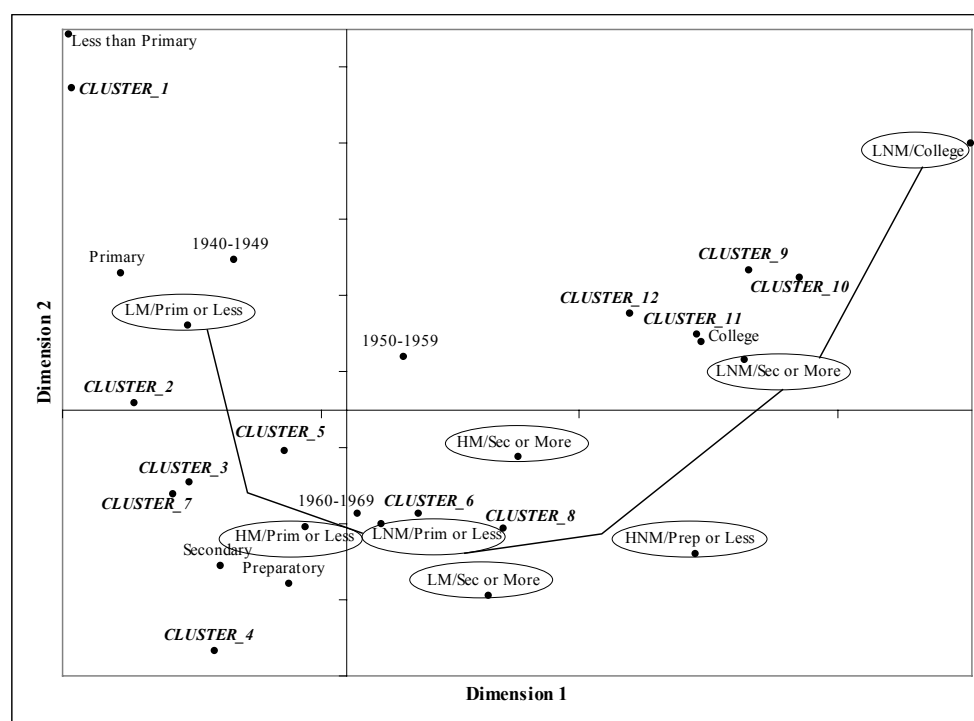 Less than Primary
CLUSTER_1
LNM/College
1940-1949
Primary
CLUSTER_9
CLUSTER_10
LM/Prim or Less
CLUSTER_12
CLUSTER_11
College
1950-1959
LNM/Sec or More
Dimension 2
CLUSTER_2
CLUSTER_5
HM/Sec or More
CLUSTER_3
CLUSTER_7
1960-1969
CLUSTER_6
CLUSTER_8
HM/Prim or Less
LNM/Prim or Less
HNM/Prep or Less
Secondary
Preparatory
LM/Sec or More
CLUSTER_4
Dimension 1